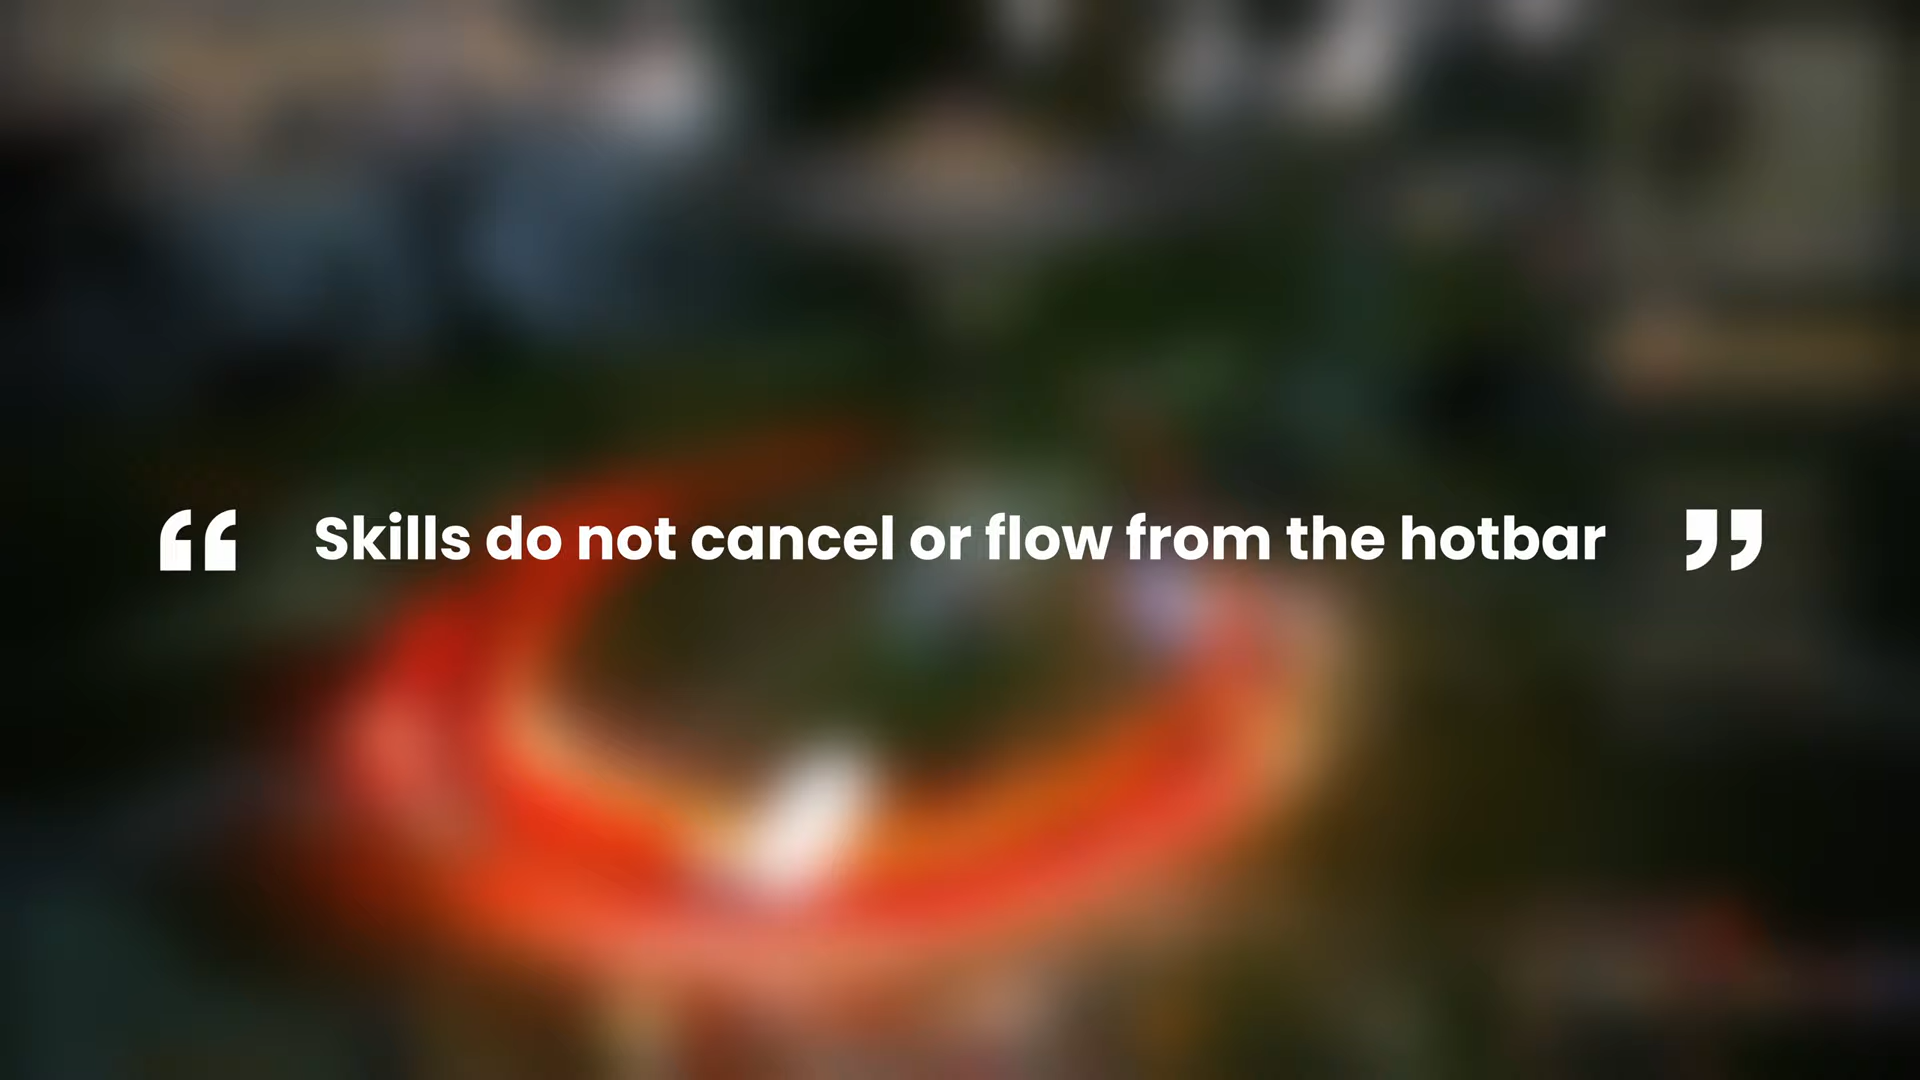 “ Skills do not cancel or flow from the hotbar ”